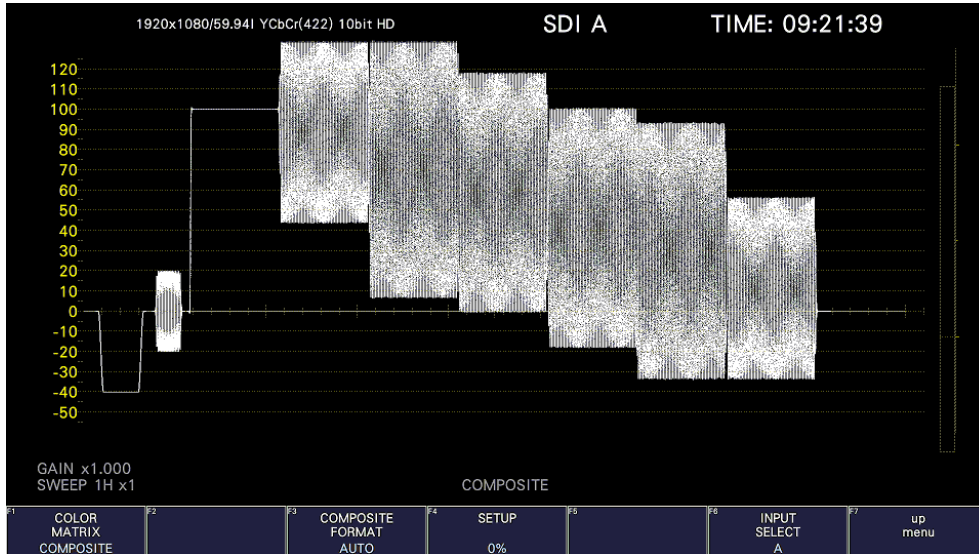 1920x1080/59.94I YCbCr(422) 10bit HD
SDI A
TIME: 09:21:39
120
110
100
90
80
70
60
50
40
30
20
10
0
-10
-20
-30
-40
-50
GAIN x1.000
SWEEP 1H x1
COMPOSITE
F1
COLOR
MATRIX
COMPOSITE
F2
F3
COMPOSITE
FORMAT
AUTO
F4
SETUP
0%
F5
F6
INPUT
SELECT
A
F7
up
menu